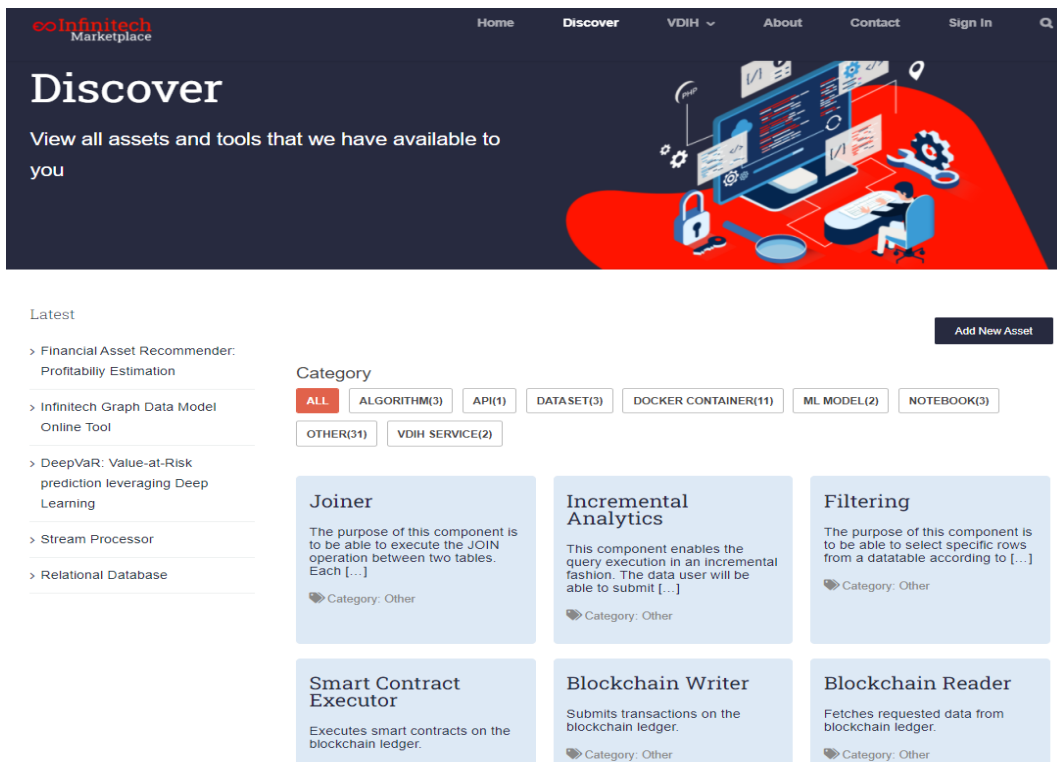 ∞Infinitech
Marketplace
Home Discover VDIH About Contact Sign In
Discover
View all assets and tools that we have available to
you
PHP
Latest
Financial Asset Recommender:
Profitabiliy Estimation
Infinitech Graph Data Model
Online Tool
DeepVaR: Value-at-Risk
prediction leveraging Deep
Learning
Stream Processor
Relational Database
Add New Asset
Category
ALL ALGORITHM(3) API(1) DATASET(3) DOCKER CONTAINER(11) ML MODEL(2) NOTEBOOK(3)
OTHER(31) VDIH SERVICE(2)
Joiner
The purpose of this component is
to be able to execute the JOIN
operation between two tables.
Each […]
Category: Other
Incremental
Analytics
This component enables the
query execution in an incremental
fashion. The data user will be
able to submit […]
Category: Other
Filtering
The purpose of this component is
to be able to select specific rows
from a datatable according to […]
Category: Other
Smart Contract
Executor
Executes smart contracts on the
blockchain ledger.
Blockchain Writer
Submits transactions on the
blockchain ledger.
Category: Other
Blockchain Reader
Fetches requested data from
blockchain ledger.
Category: Other